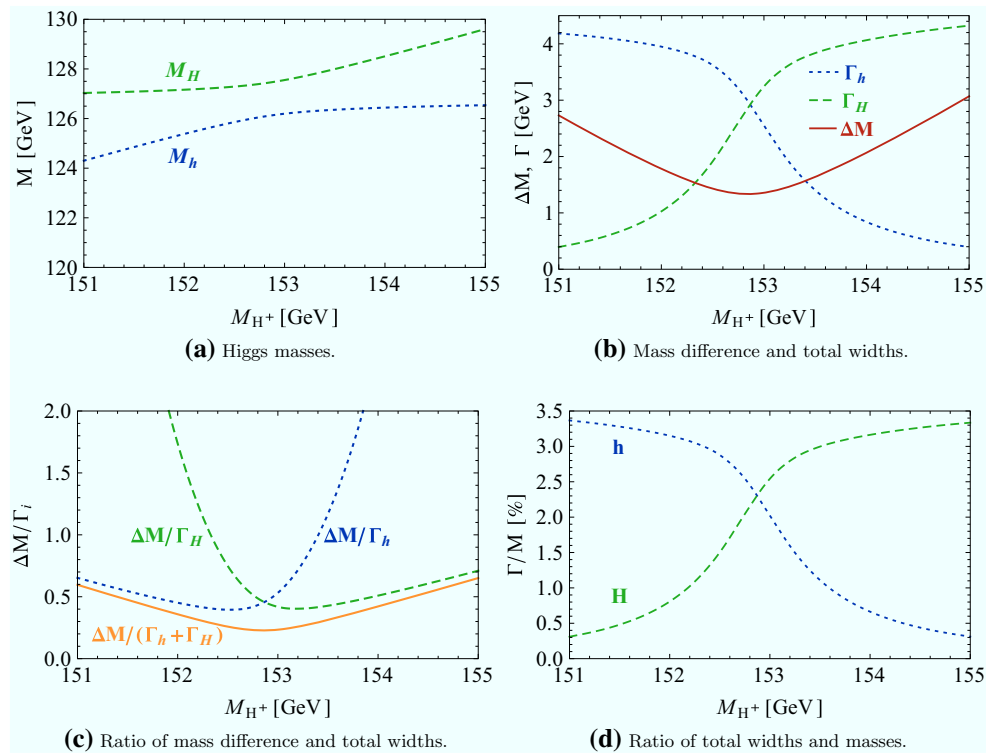 130
128
126
124
122
120
M [GeV]
M_H
M_h
151 152 153 154 155
M_H+ [GeV]
(a) Higgs masses.
4
3
2
1
0
ΔM, Γ [GeV]
Γ_h
Γ_H
ΔM
151 152 153 154 155
M_H+ [GeV]
(b) Mass difference and total widths.
2.0
1.5
1.0
0.5
0.0
ΔM/Γ_i
ΔM/Γ_H
ΔM/Γ_h
ΔM/(Γ_h+Γ_H)
151 152 153 154 155
M_H+ [GeV]
(c) Ratio of mass difference and total widths.
3.5
3.0
2.5
2.0
1.5
1.0
0.5
0.0
Γ/M [%]
h
H
151 152 153 154 155
M_H+ [GeV]
(d) Ratio of total widths and masses.